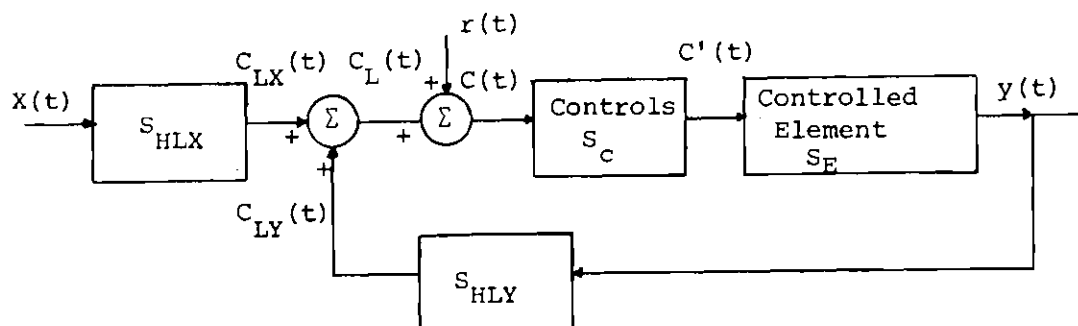 r(t)
C_LX(t)
C_L(t)
+
C(t)
C'(t)
X(t)
S_HLX
Σ
+
+
+
Σ
Controls
S_c
Controlled
Element
S_E
y(t)
C_LY(t)
S_HLY